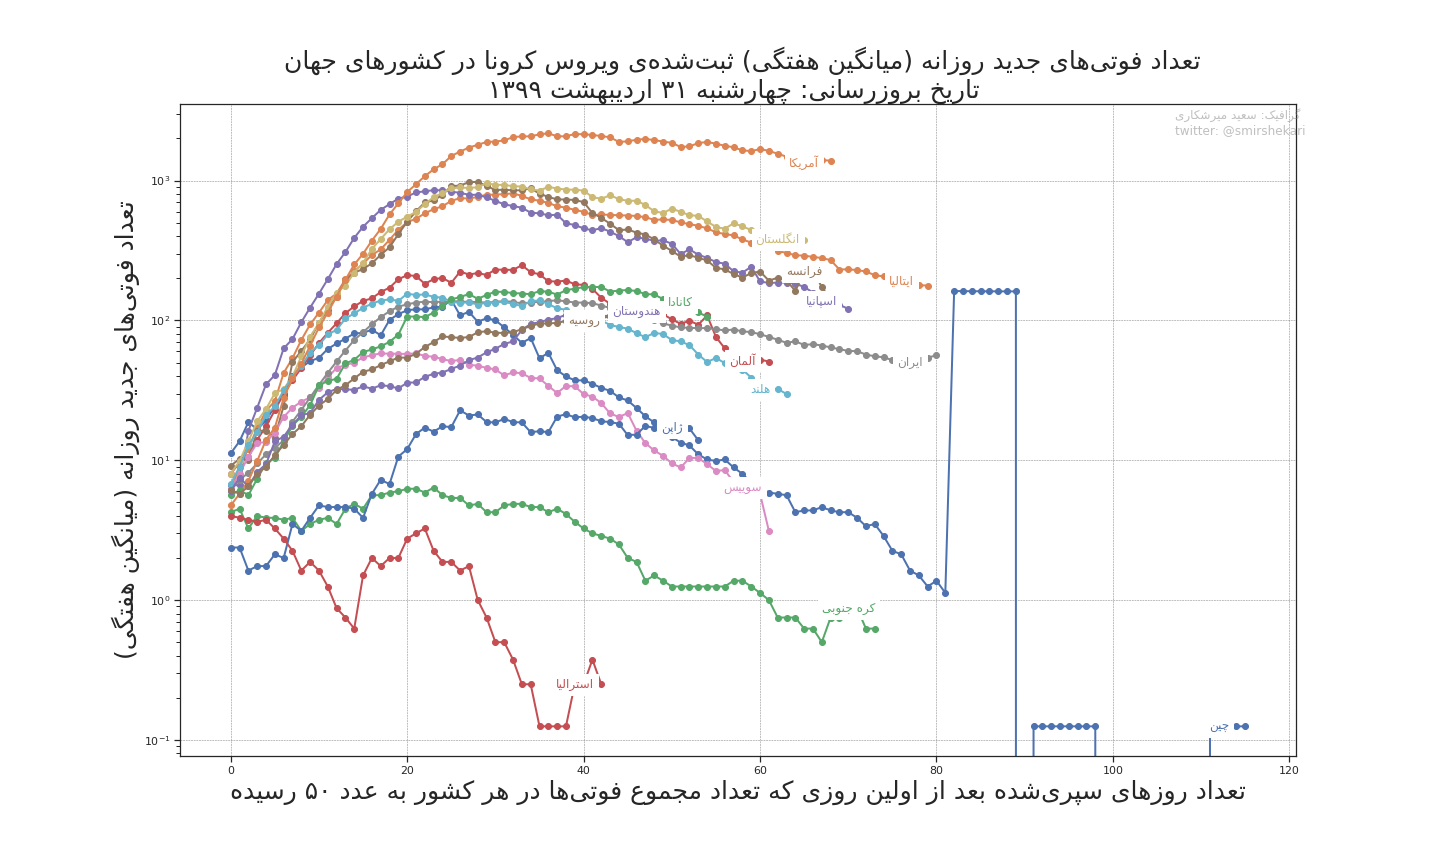 تعداد فوتی‌های جدید روزانه (میانگین هفتگی) ثبت‌شده‌ی ویروس کرونا در کشورهای جهان
تاریخ بروزرسانی: چهارشنبه ۳۱ اردیبهشت ۱۳۹۹
گرافیک: سعید میرشکاری
twitter: @smirshekari
تعداد فوتی‌های جدید روزانه (میانگین هفتگی)
10³
10²
10¹
10⁰
10⁻¹
آمریکا
انگلستان
فرانسه
ایتالیا
اسپانیا
کانادا
هندوستان
روسیه
آلمان
ایران
هلند
ژاپن
سوییس
کره جنوبی
استرالیا
چین
0 20 40 60 80 100 120
تعداد روزهای سپری‌شده بعد از اولین روزی که تعداد مجموع فوتی‌ها در هر کشور به عدد ۵۰ رسیده